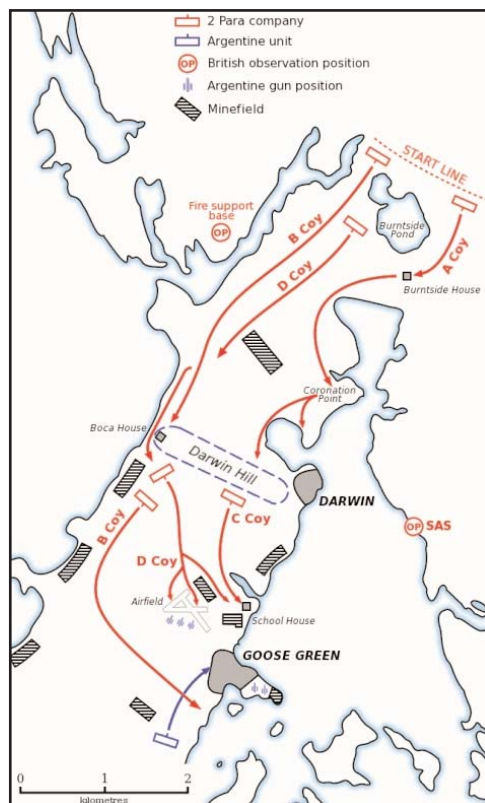 2 Para company
Argentine unit
OP British observation position
Argentine gun position
Minefield
START LINE
Fire support
base
OP
B Coy
D Coy
Burntside
Pond
A Coy
Burntside House
Coronation
Point
Boca House
Darwin Hill
DARWIN
C Coy
OP SAS
B Coy
D Coy
Airfield
School House
GOOSE GREEN
0 1 2
kilometres